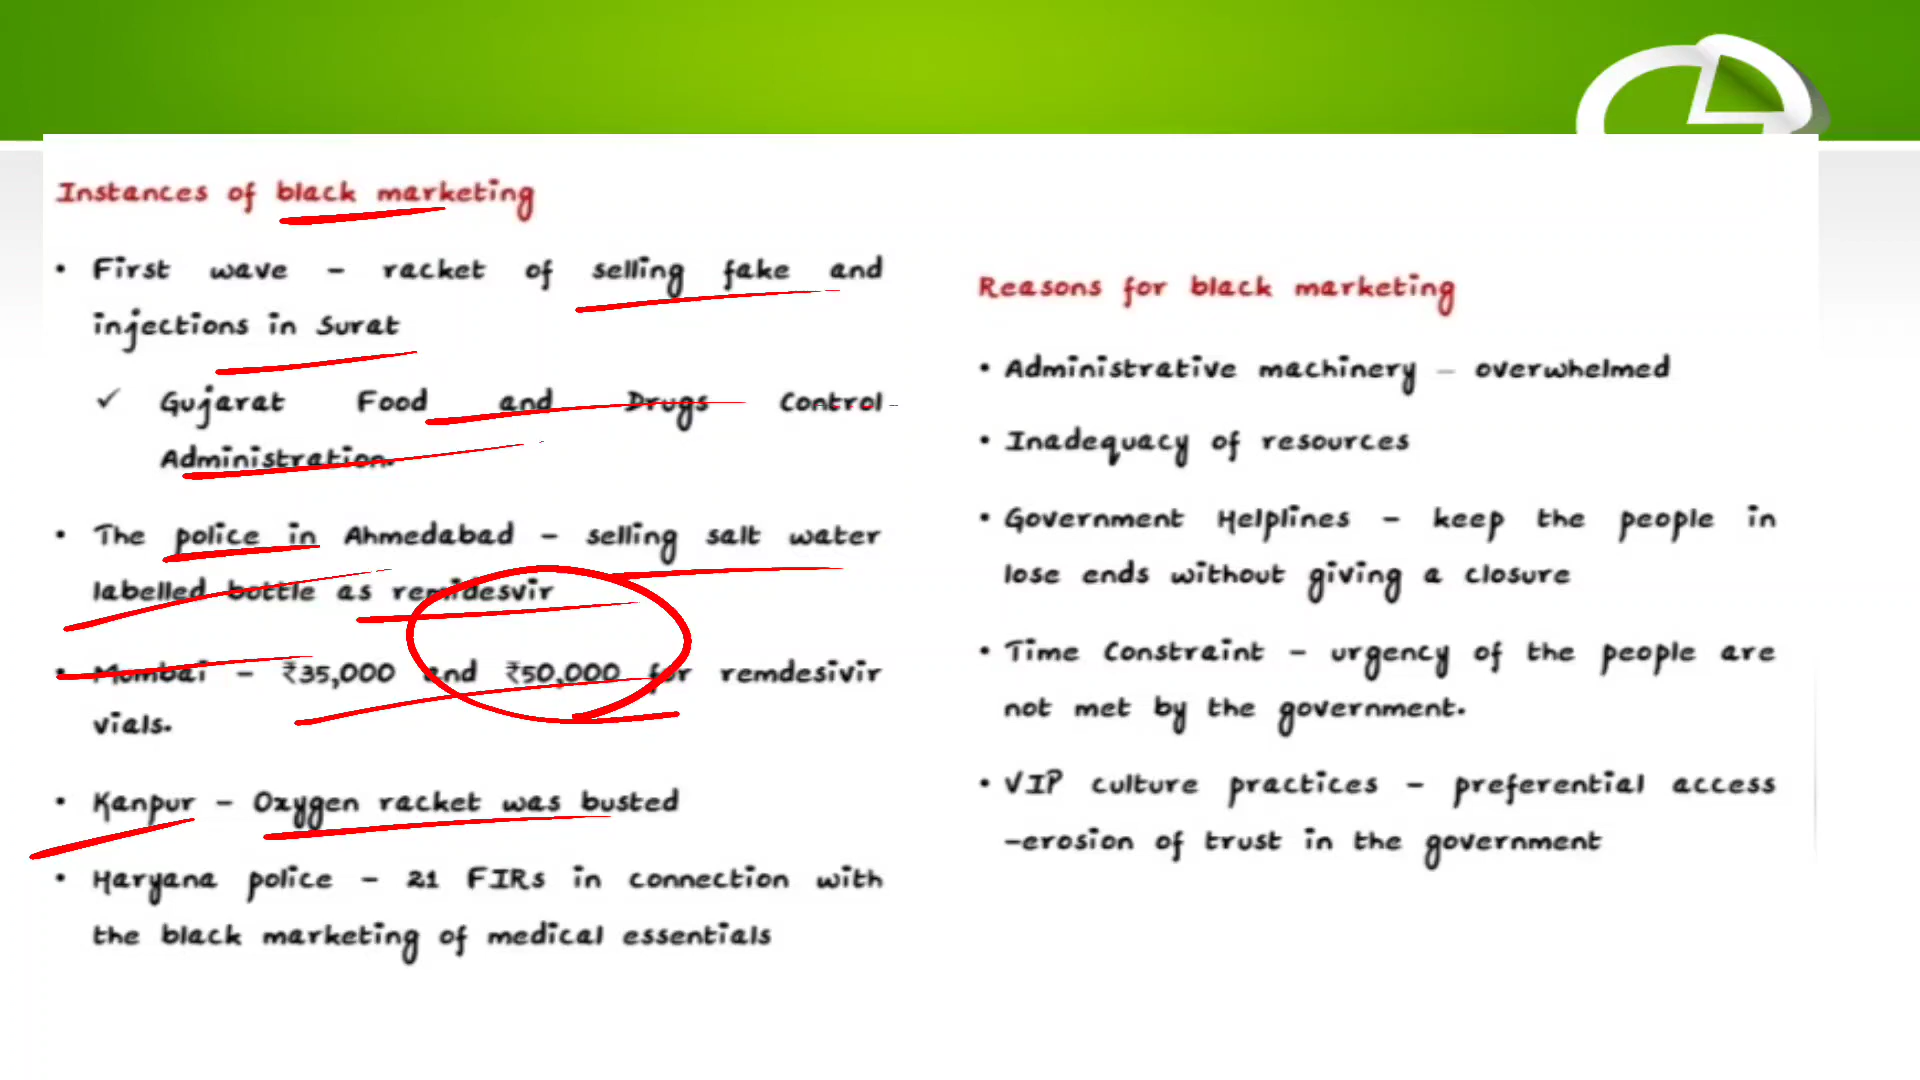 Instances of black marketing
• First wave – racket of selling fake and
injections in Surat
✓ Gujarat Food and Drugs Control
Administration.
• The police in Ahmedabad – selling salt water
labelled bottle as remidesvir
• Mumbai – ₹35,000 and ₹50,000 for remdesivir
vials.
• Kanpur – Oxygen racket was busted
• Haryana police – 21 FIRs in connection with
the black marketing of medical essentials
Reasons for black marketing
• Administrative machinery – overwhelmed
• Inadequacy of resources
• Government Helplines – keep the people in
lose ends without giving a closure
• Time Constraint – urgency of the people are
not met by the government.
• VIP culture practices – preferential access
–erosion of trust in the government